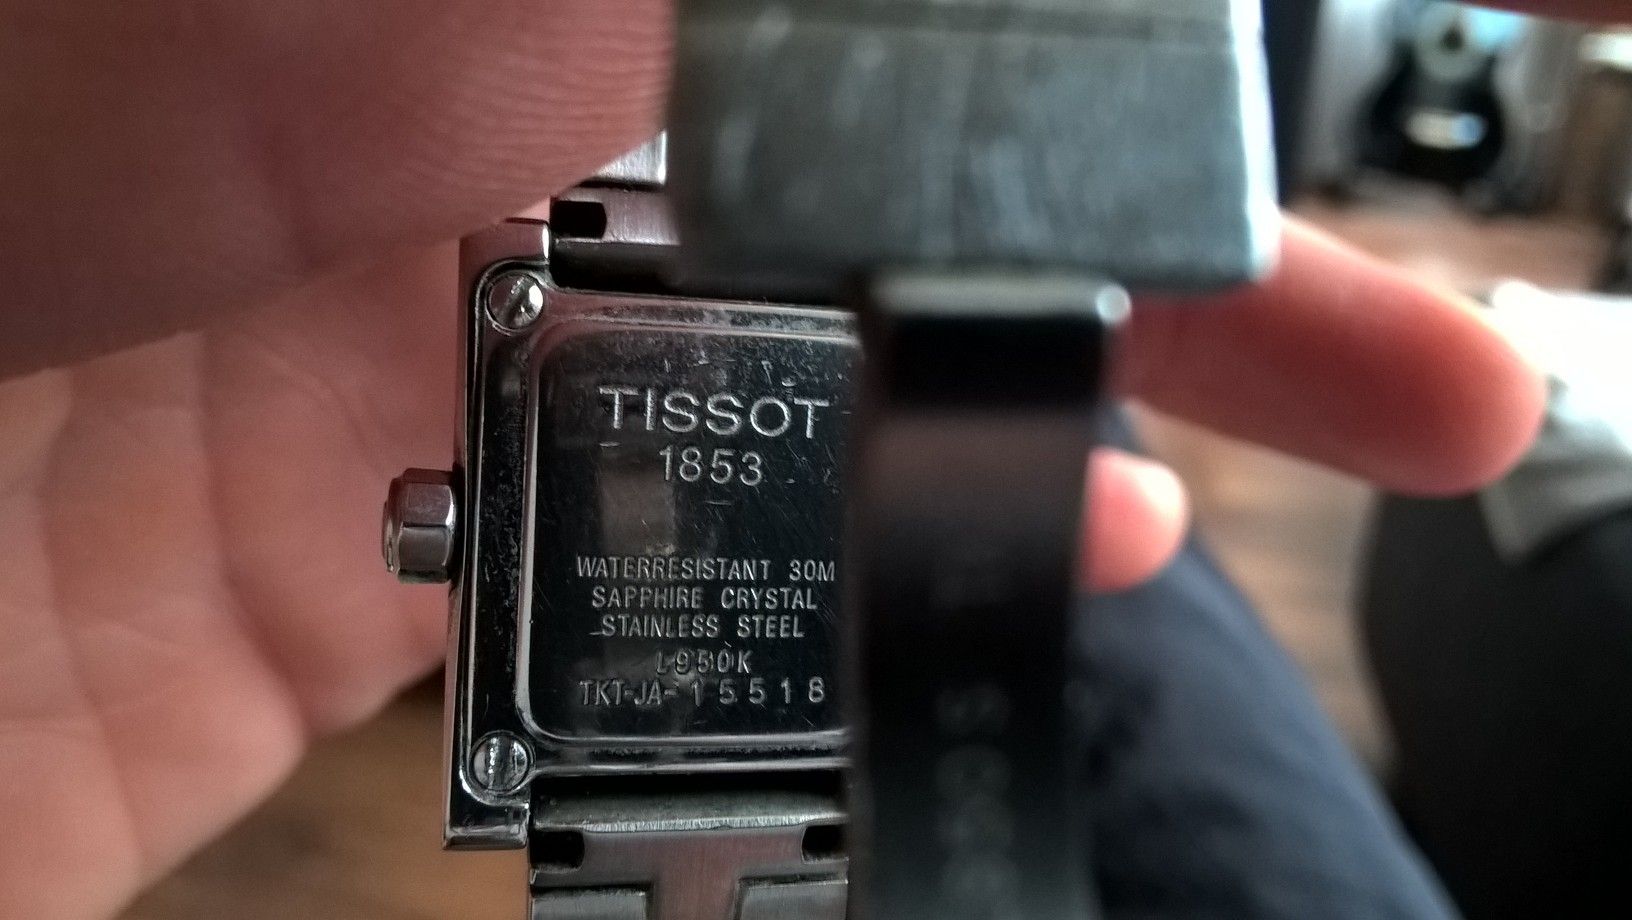 TISSOT
1853
WATERRESISTANT 30M
SAPPHIRE CRYSTAL
STAINLESS STEEL
L950K
TKT-JA-15518